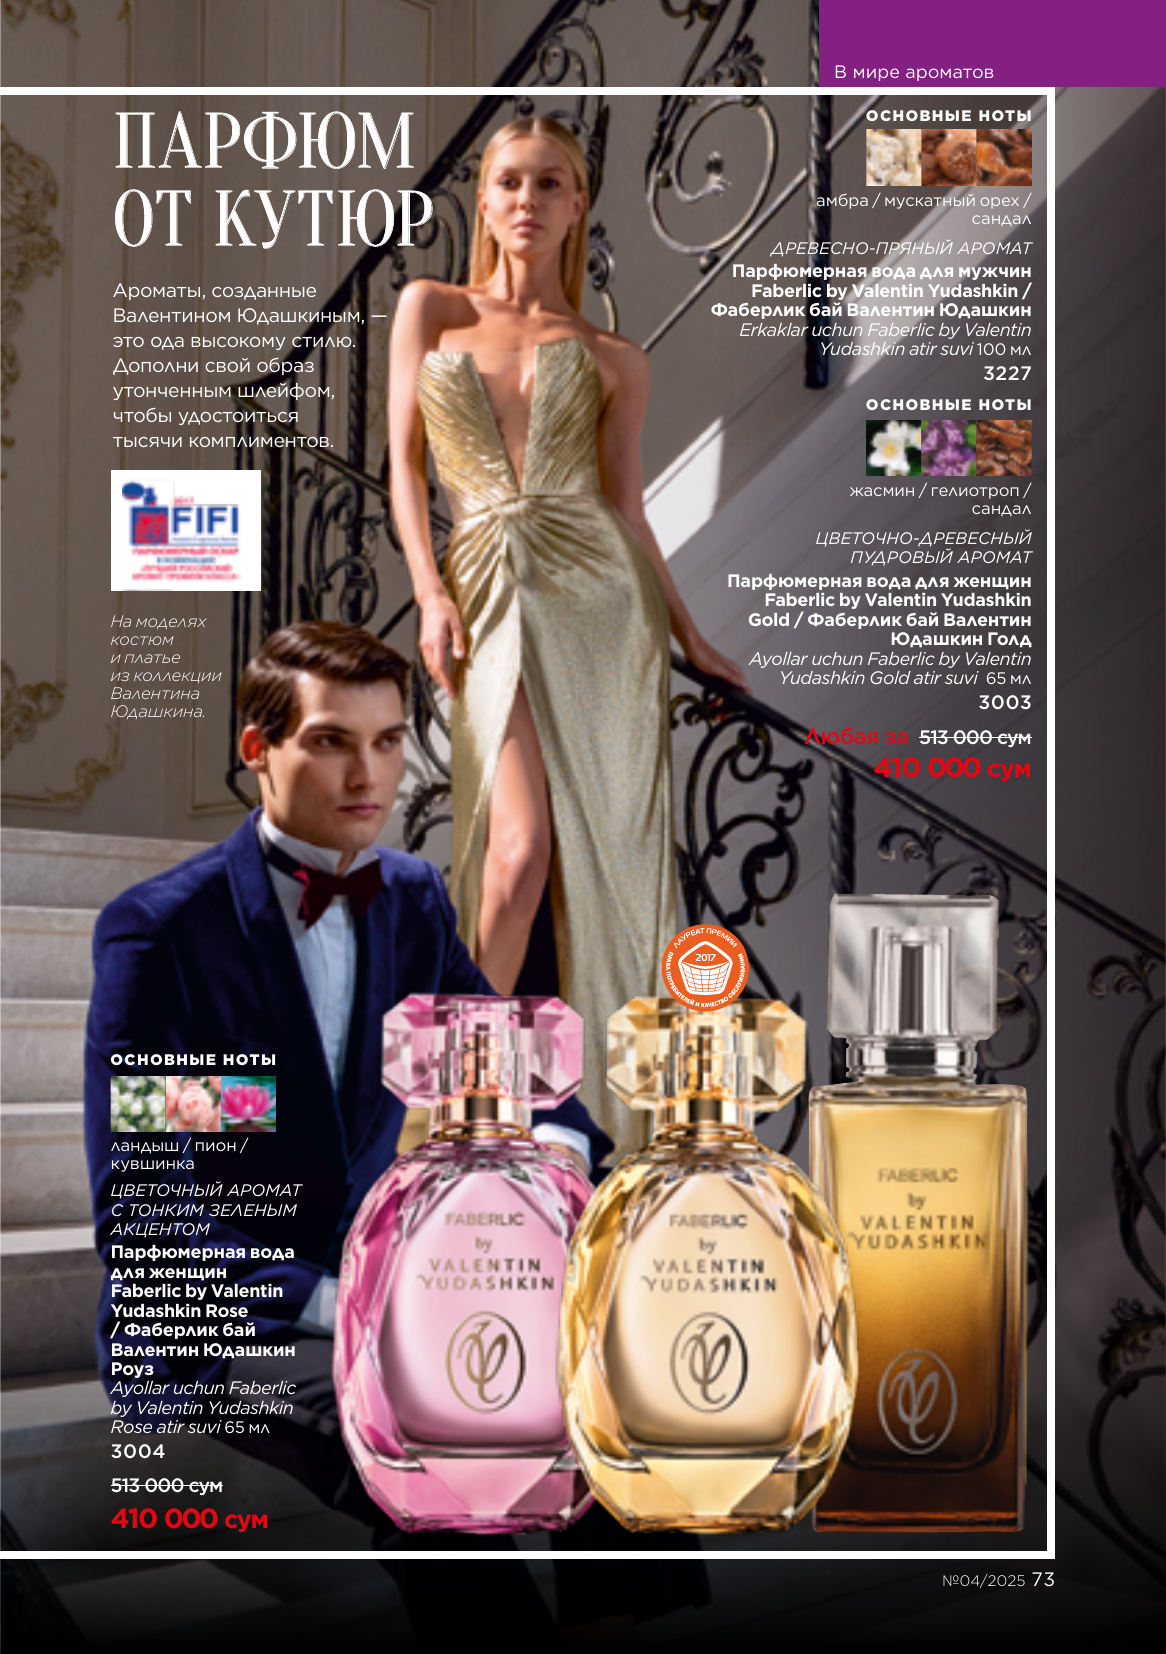 В мире ароматов
ПАРФЮМ
ОТ КУТЮР
Ароматы, созданные
Валентином Юдашкиным, —
это ода высокому стилю.
Дополни свой образ
утонченным шлейфом,
чтобы удостоиться
тысячи комплиментов.
FIFI
ПАРФЮМЕРНЫЙ ОСКАР
На моделях
костюм
и платье
из коллекции
Валентина
Юдашкина.
ОСНОВНЫЕ НОТЫ
амбра / мускатный орех /
сандал
ДРЕВЕСНО-ПРЯНЫЙ АРОМАТ
Парфюмерная вода для мужчин
Faberlic by Valentin Yudashkin /
Фаберлик бай Валентин Юдашкин
Erkaklar uchun Faberlic by Valentin
Yudashkin atir suvi 100 мл
3227
ОСНОВНЫЕ НОТЫ
жасмин / гелиотроп /
сандал
ЦВЕТОЧНО-ДРЕВЕСНЫЙ
ПУДРОВЫЙ АРОМАТ
Парфюмерная вода для женщин
Faberlic by Valentin Yudashkin
Gold / Фаберлик бай Валентин
Юдашкин Голд
Ayollar uchun Faberlic by Valentin
Yudashkin Gold atir suvi 65 мл
3003
Любая за 513 000 сум
410 000 сум
ЛАУРЕАТ ПРЕМИИ
2017
ПРАВА ПОТРЕБИТЕЛЕЙ И КАЧЕСТВО ОБСЛУЖИВАНИЯ
ОСНОВНЫЕ НОТЫ
ландыш / пион /
кувшинка
ЦВЕТОЧНЫЙ АРОМАТ
С ТОНКИМ ЗЕЛЕНЫМ
АКЦЕНТОМ
Парфюмерная вода
для женщин
Faberlic by Valentin
Yudashkin Rose
/ Фаберлик бай
Валентин Юдашкин
Роуз
Ayollar uchun Faberlic
by Valentin Yudashkin
Rose atir suvi 65 мл
3004
513 000 сум
410 000 сум
FABERLIC
by
VALENTIN
YUDASHKIN
FABERLIC
by
VALENTIN
YUDASHKIN
FABERLIC
by
VALENTIN
YUDASHKIN
№04/2025 73